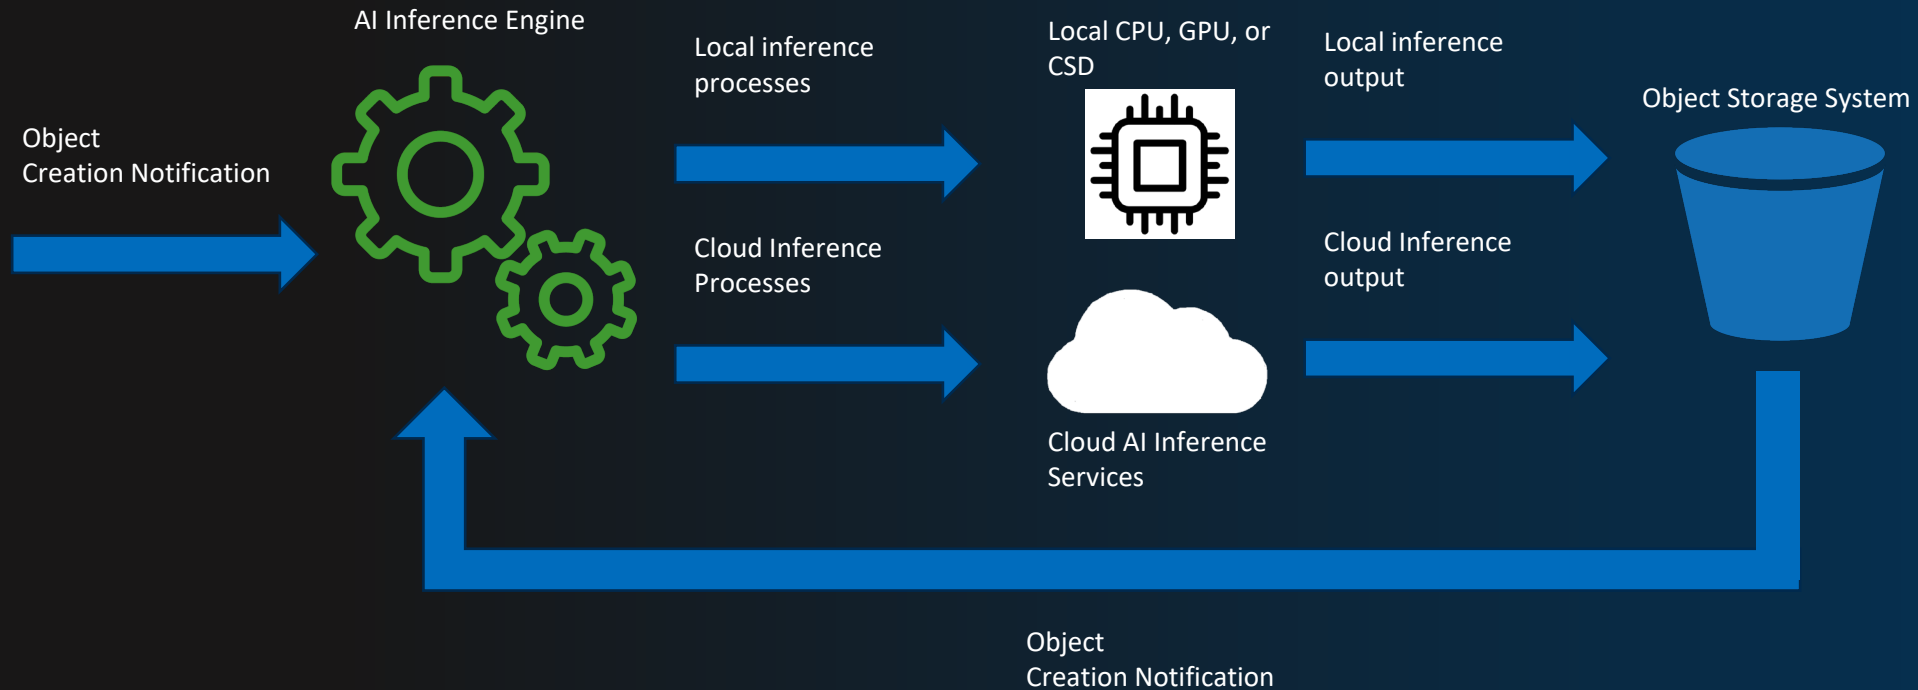 AI Inference Engine
Object
Creation Notification
Local inference
processes
Cloud Inference
Processes
Local CPU, GPU, or
CSD
Cloud AI Inference
Services
Local inference
output
Cloud Inference
output
Object Storage System
Object
Creation Notification